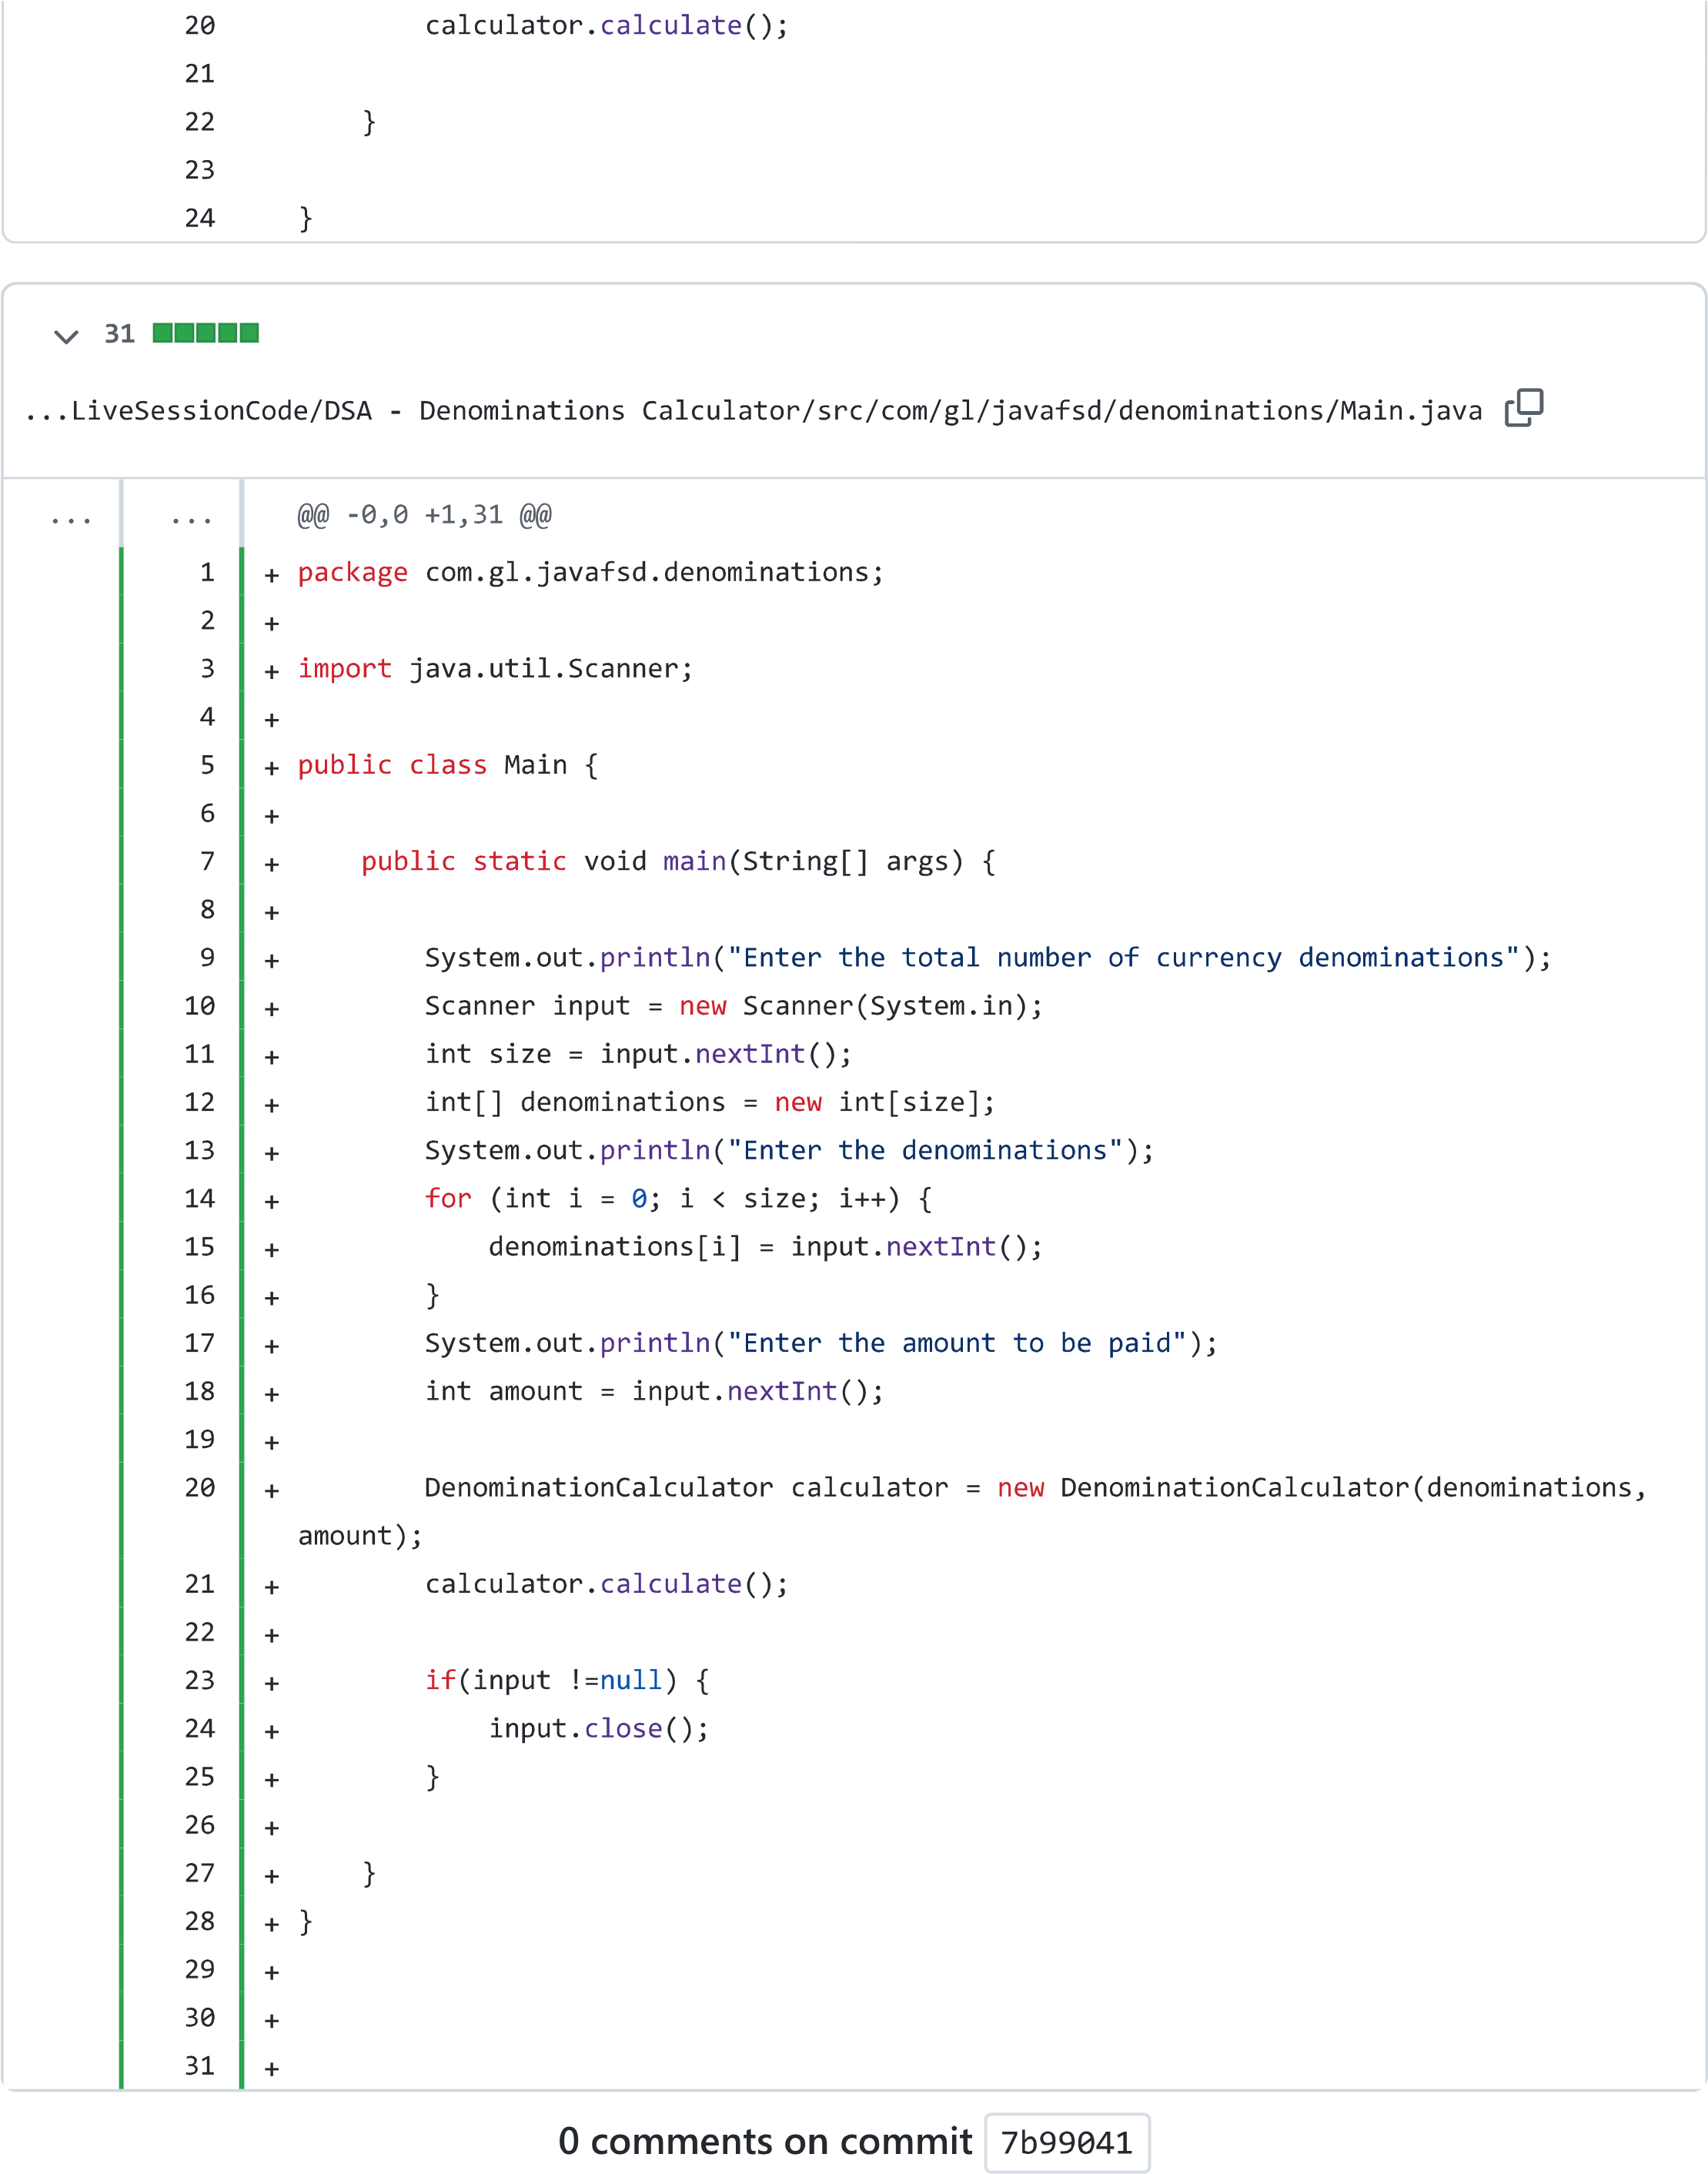 20 calculator.calculate();
21
22 }
23
24 }
31
...LiveSessionCode/DSA - Denominations Calculator/src/com/gl/javafsd/denominations/Main.java
... ... @@ -0,0 +1,31 @@
1 + package com.gl.javafsd.denominations;
2 +
3 + import java.util.Scanner;
4 +
5 + public class Main {
6 +
7 + public static void main(String[] args) {
8 +
9 + System.out.println("Enter the total number of currency denominations");
10 + Scanner input = new Scanner(System.in);
11 + int size = input.nextInt();
12 + int[] denominations = new int[size];
13 + System.out.println("Enter the denominations");
14 + for (int i = 0; i < size; i++) {
15 + denominations[i] = input.nextInt();
16 + }
17 + System.out.println("Enter the amount to be paid");
18 + int amount = input.nextInt();
19 +
20 + DenominationCalculator calculator = new DenominationCalculator(denominations,
amount);
21 + calculator.calculate();
22 +
23 + if(input !=null) {
24 + input.close();
25 + }
26 +
27 + }
28 + }
29 +
30 +
31 +
0 comments on commit 7b99041